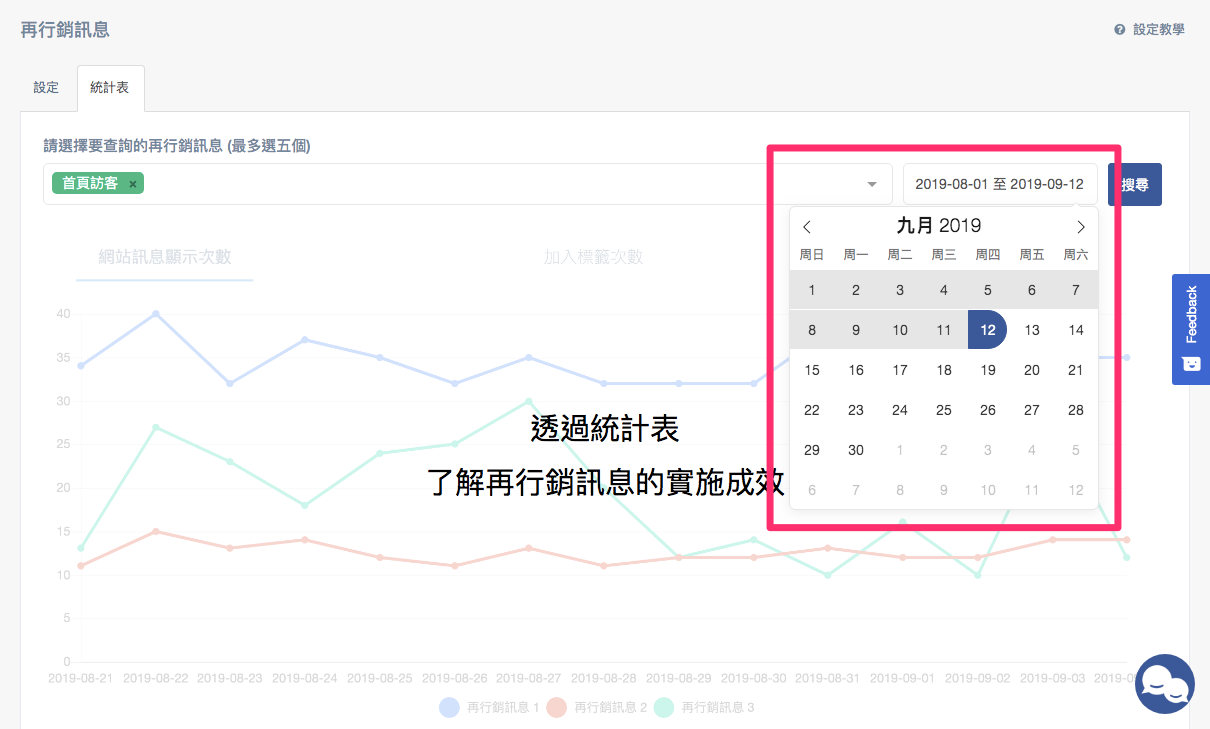 再行銷訊息
設定教學
設定
統計表
請選擇要查詢的再行銷訊息 (最多選五個)
首頁訪客 ×
2019-08-01 至 2019-09-12
搜尋
九月 2019
周日 周一 周二 周三 周四 周五 周六
1 2 3 4 5 6 7
8 9 10 11 12 13 14
15 16 17 18 19 20 21
22 23 24 25 26 27 28
29 30 1 2 3 4 5
6 7 8 9 10 11 12
Feedback
網站訊息顯示次數
加入標籤次數
40
35
30
25
20
15
10
5
0
透過統計表
了解再行銷訊息的實施成效
2019-08-21 2019-08-22 2019-08-23 2019-08-24 2019-08-25 2019-08-26 2019-08-27 2019-08-28 2019-08-29 2019-08-30 2019-08-31 2019-09-01 2019-09-02 2019-09-03
再行銷訊息 1 再行銷訊息 2 再行銷訊息 3